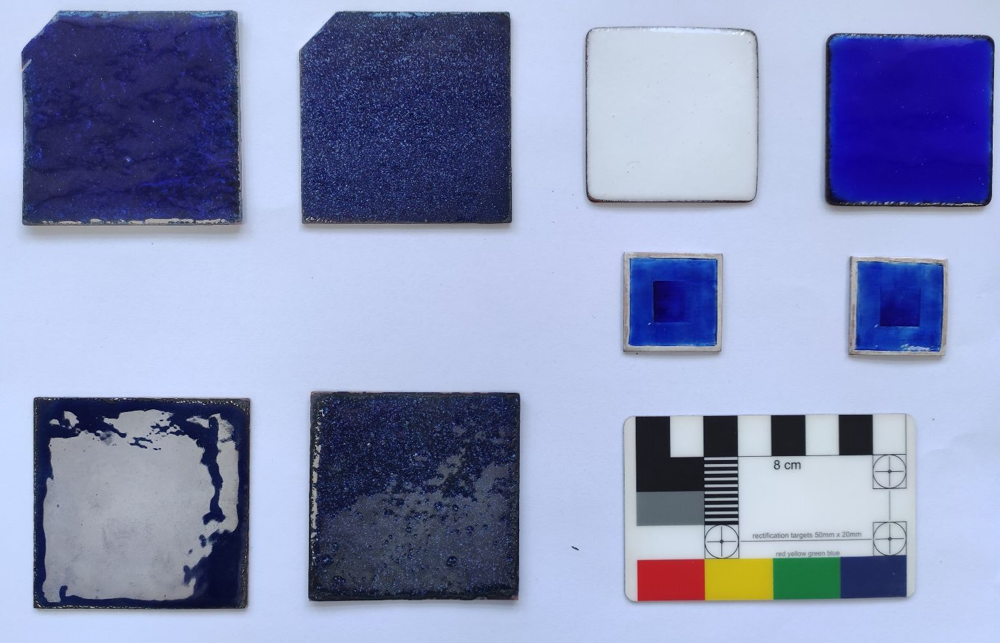 8 cm
rectification targets 50mm x 20mm
red yellow green blue